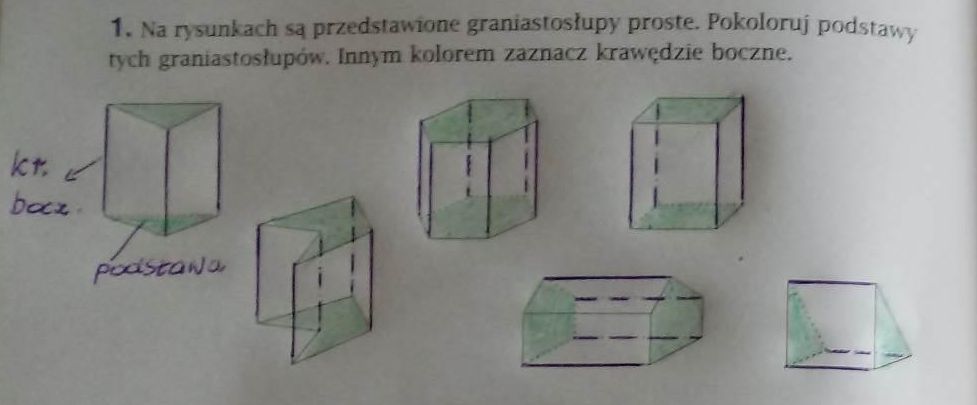 1. Na rysunkach są przedstawione graniastosłupy proste. Pokoloruj podstawy
tych graniastosłupów. Innym kolorem zaznacz krawędzie boczne.
kr.
bocz.
podstawa